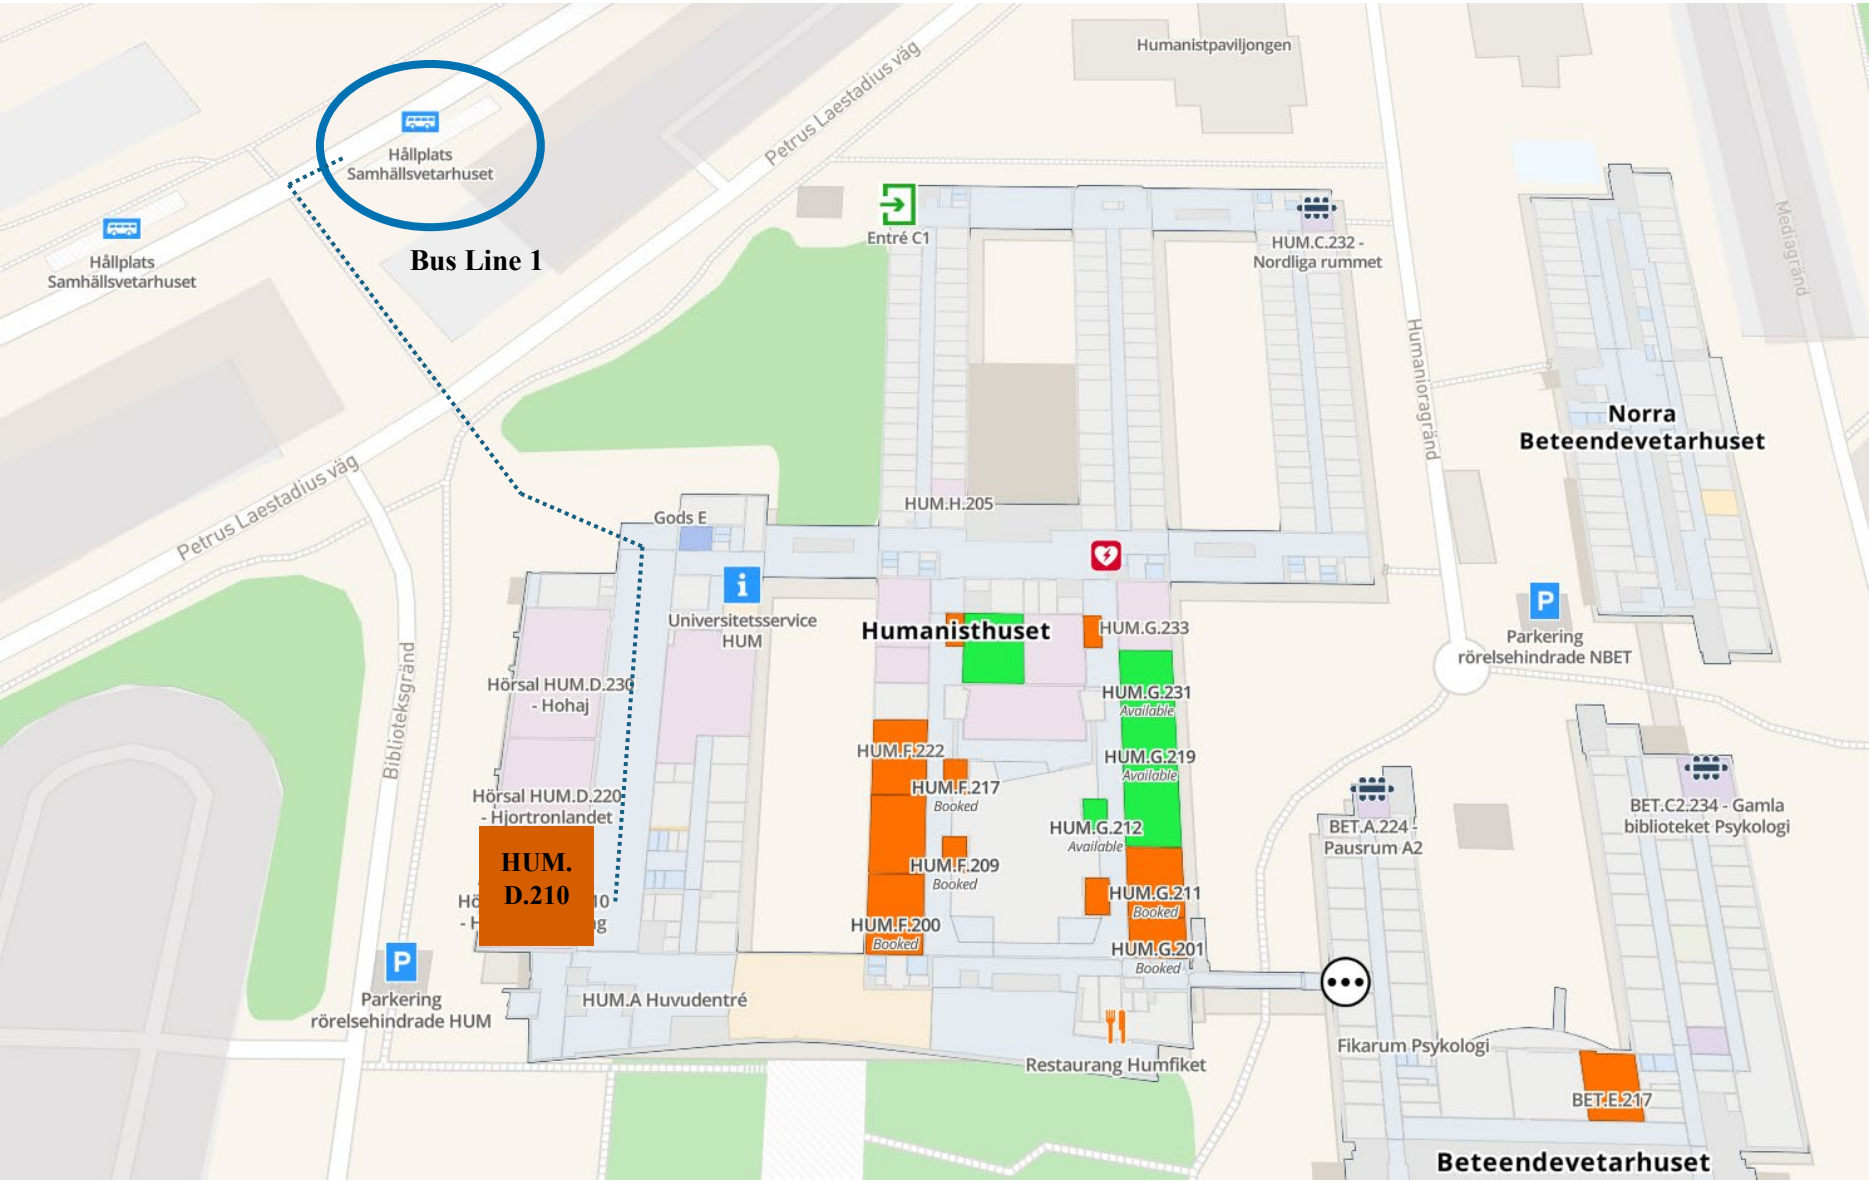 Humanistpaviljongen
Petrus Laestadius väg
Hållplats
Samhällsvetarhuset
Bus Line 1
Hållplats
Samhällsvetarhuset
Entré C1
HUM.C.232 -
Nordliga rummet
Mediagränd
Humanioragränd
Norra
Beteendevetarhuset
Petrus Laestadius väg
HUM.H.205
Gods E
i
Universitetsservice
HUM
Humanisthuset
HUM.G.233
P
Parkering
rörelsehindrade NBET
Biblioteksgränd
Hörsal HUM.D.230
- Hohaj
HUM.G.231
Available
HUM.F.222
HUM.G.219
Available
HUM.F.217
Booked
Hörsal HUM.D.220
- Hjortronlandet
HUM.G.212
Available
BET.A.224 -
Pausrum A2
BET.C2.234 - Gamla
biblioteket Psykologi
HUM.
D.210
HUM.F.209
Booked
HUM.G.211
Booked
HUM.F.200
Booked
HUM.G.201
Booked
P
Parkering
rörelsehindrade HUM
HUM.A Huvudentré
Restaurang Humfiket
Fikarum Psykologi
BET.E.217
Beteendevetarhuset